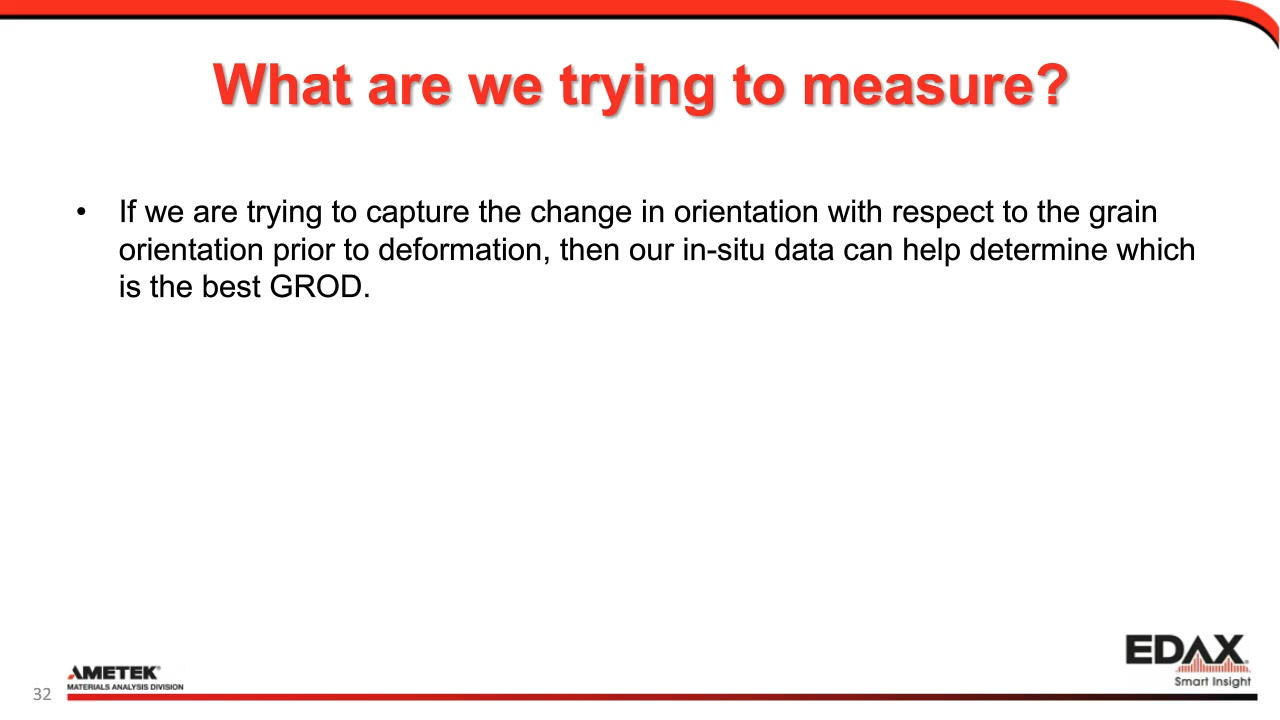 What are we trying to measure?
• If we are trying to capture the change in orientation with respect to the grain
orientation prior to deformation, then our in-situ data can help determine which
is the best GROD.
EDAX
Smart Insight
AMETEK®
MATERIALS ANALYSIS DIVISION
32